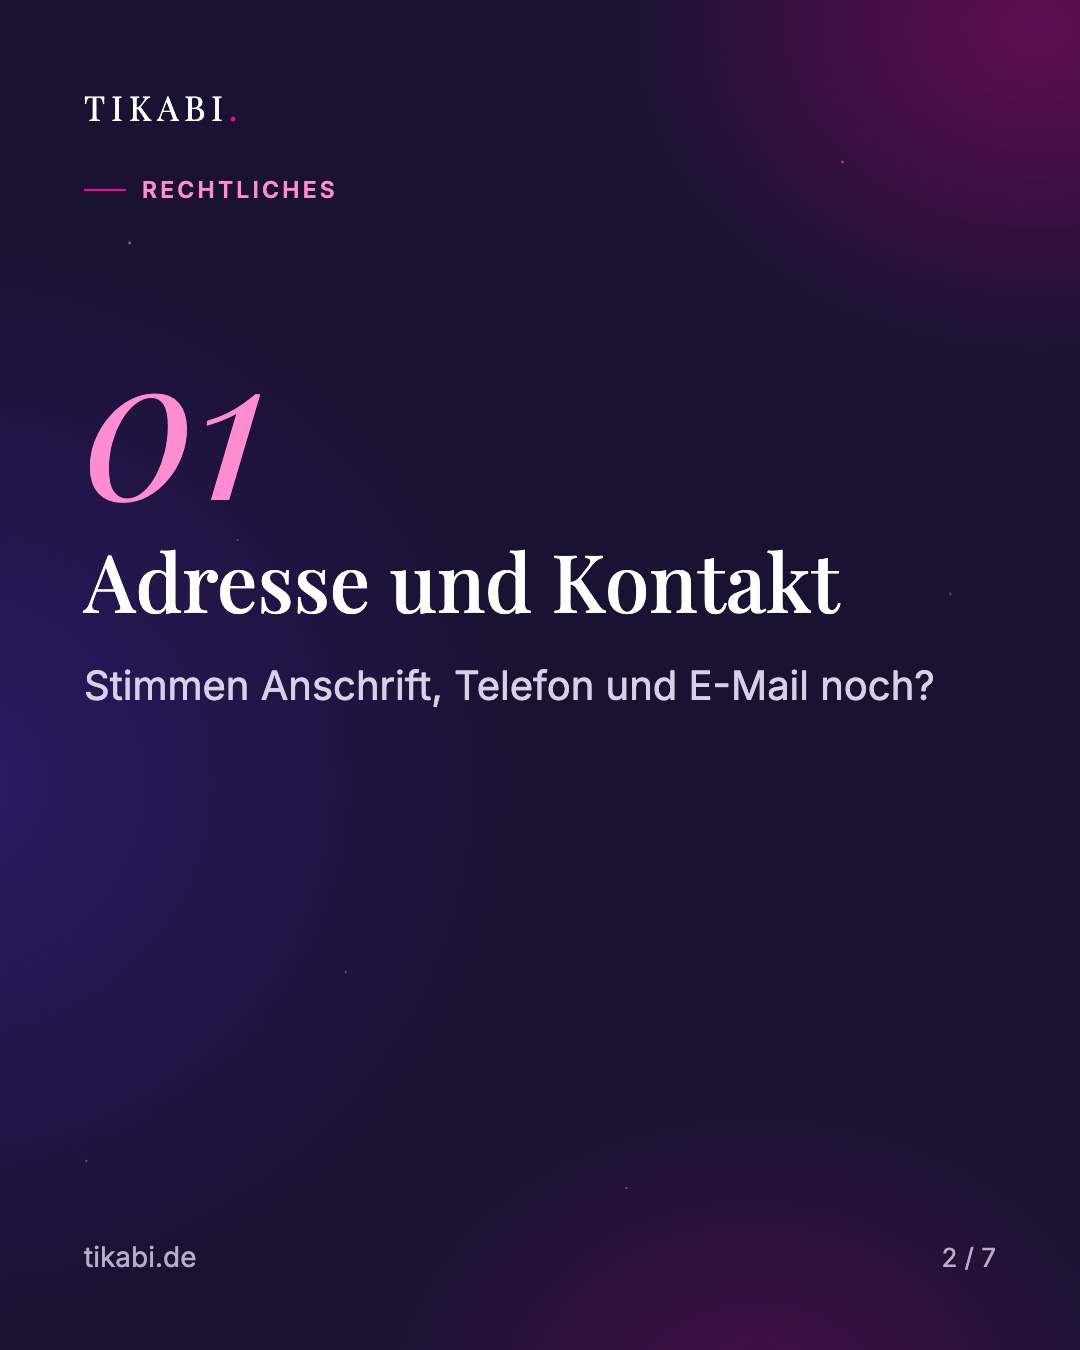 TIKABI.
RECHTLICHES
01
Adresse und Kontakt
Stimmen Anschrift, Telefon und E-Mail noch?
tikabi.de
2 / 7